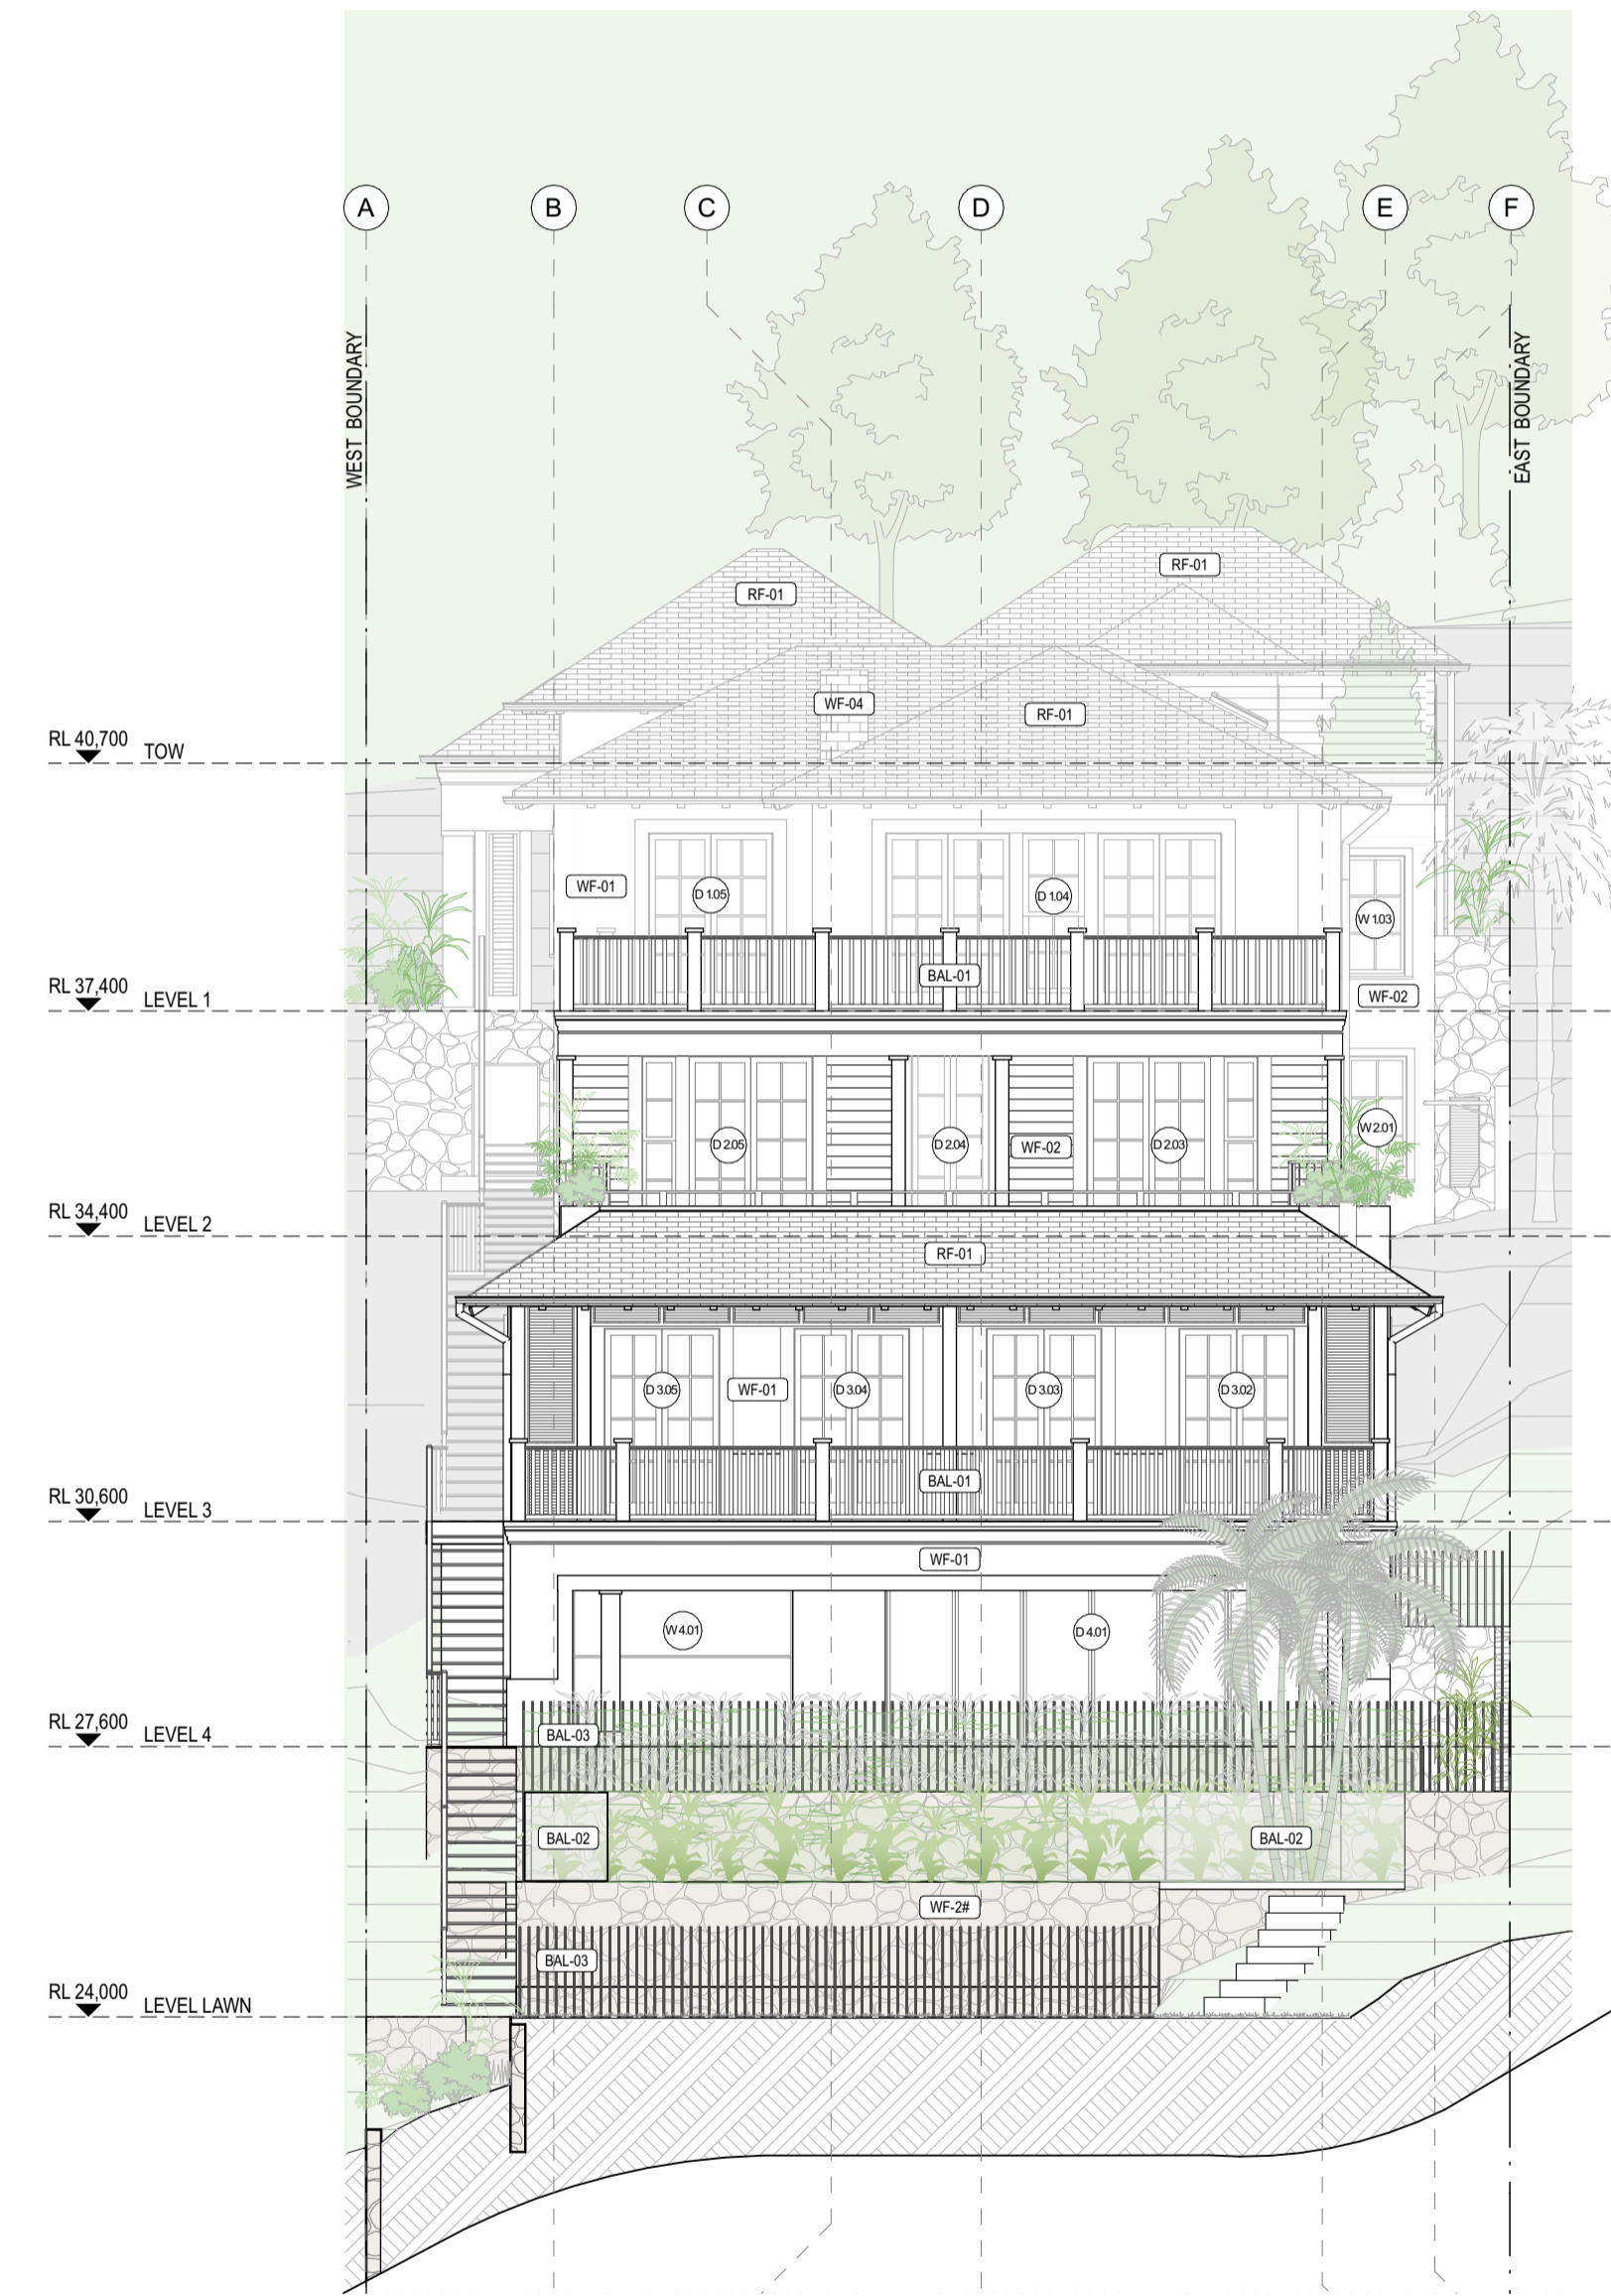 A B C D E F
WEST BOUNDARY
EAST BOUNDARY
RF-01
RF-01
WF-04
RF-01
RL 40,700 TOW
WF-01
D 1.05
D 1.04
W 1.03
BAL-01
RL 37,400 LEVEL 1
WF-02
D 2.05
D 2.04
WF-02
D 2.03
W 2.01
RL 34,400 LEVEL 2
RF-01
D 3.05
WF-01
D 3.04
D 3.03
D 3.02
BAL-01
RL 30,600 LEVEL 3
WF-01
W 4.01
D 4.01
RL 27,600 LEVEL 4
BAL-03
BAL-02
BAL-02
WF-2#
BAL-03
RL 24,000 LEVEL LAWN